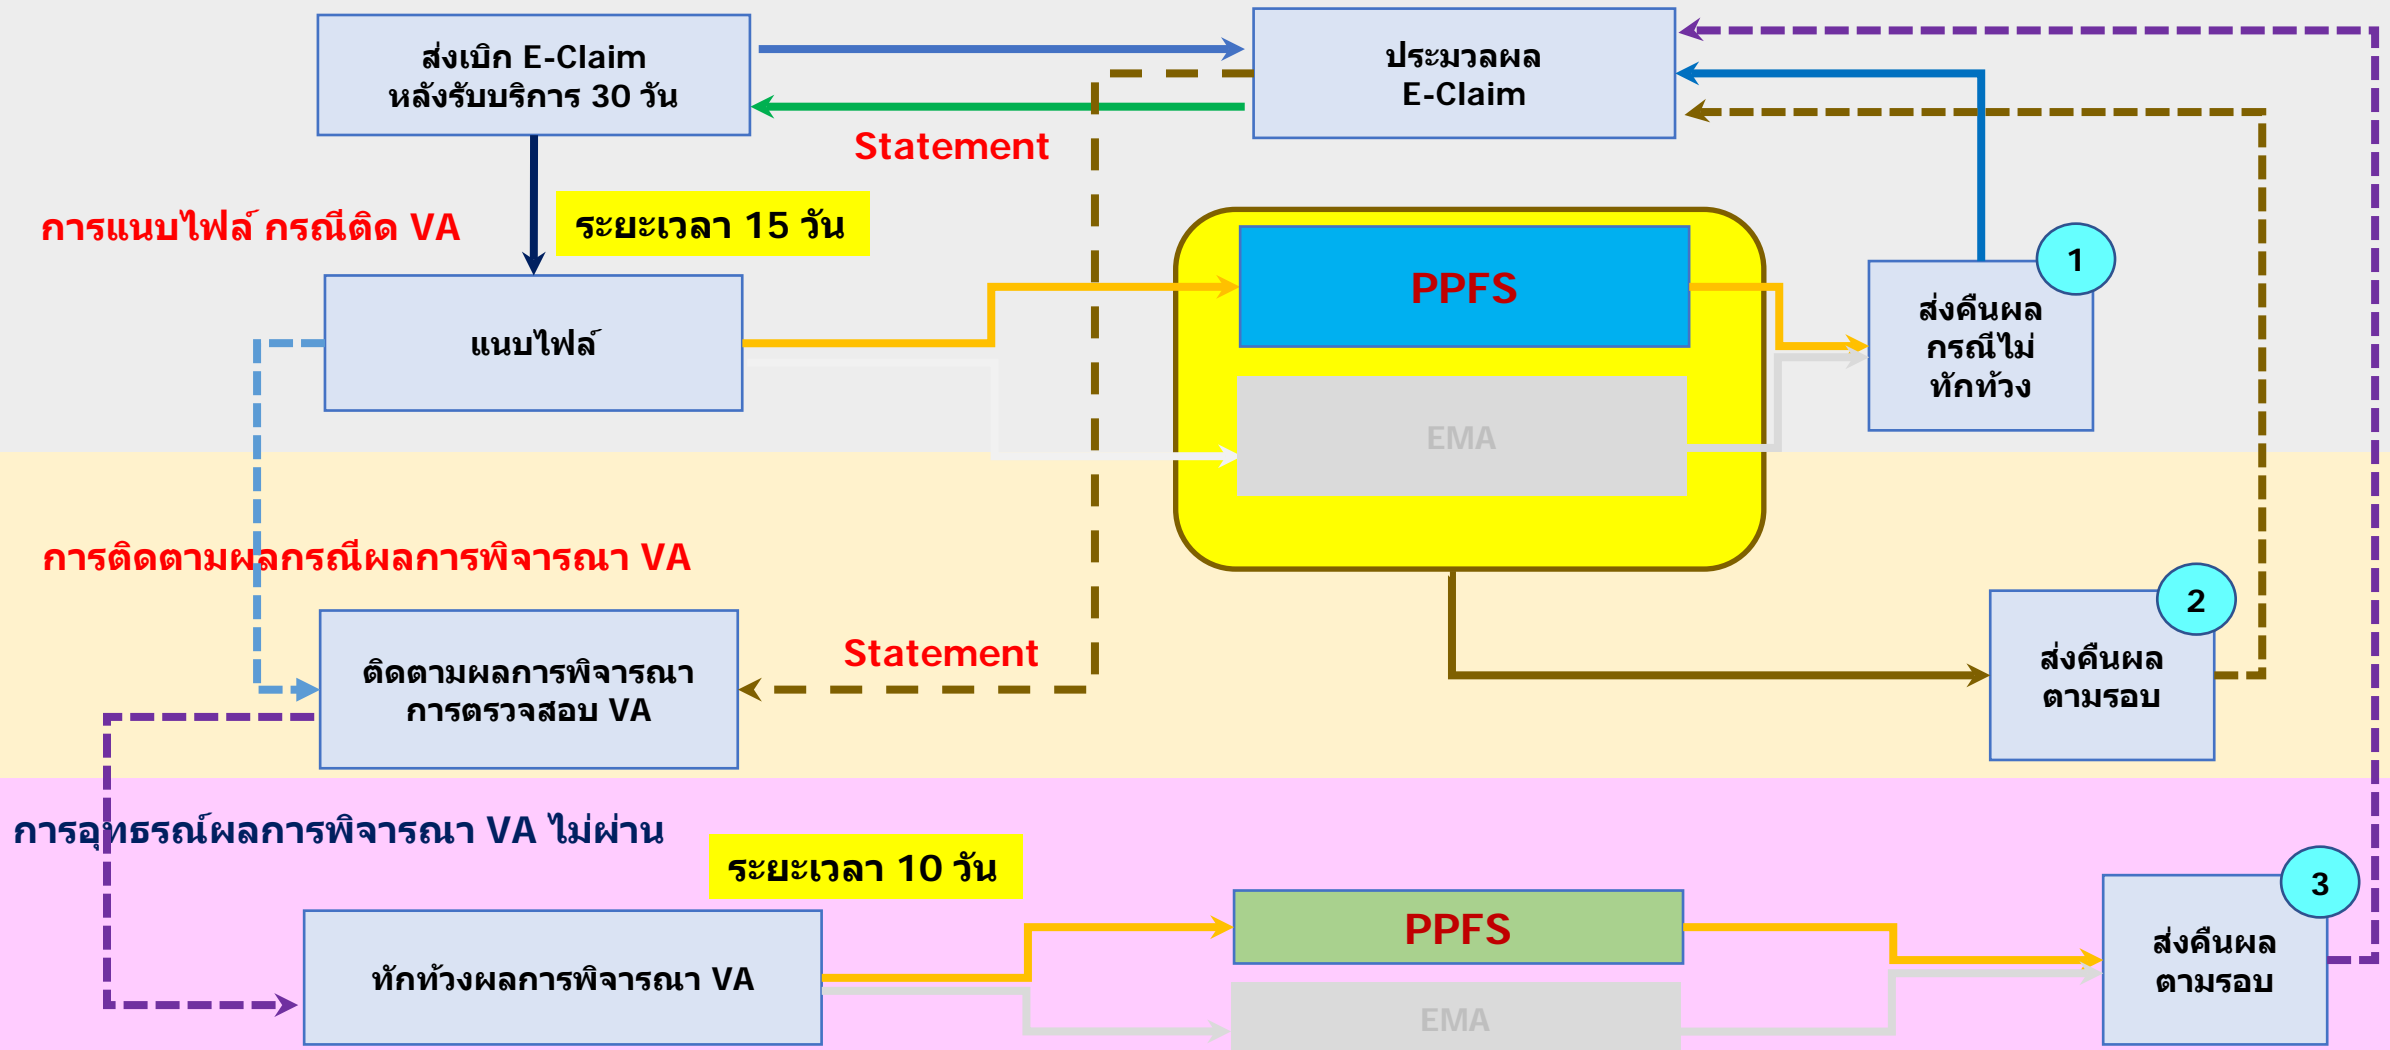 ส่งเบิก E-Claim
หลังรับบริการ 30 วัน
ประมวลผล
E-Claim
Statement
การแนบไฟล์ กรณีติด VA
ระยะเวลา 15 วัน
PPFS
1
ส่งคืนผล
กรณีไม่
ทักท้วง
แนบไฟล์
EMA
การติดตามผลกรณีผลการพิจารณา VA
Statement
ติดตามผลการพิจารณา
การตรวจสอบ VA
2
ส่งคืนผล
ตามรอบ
การอุทธรณ์ผลการพิจารณา VA ไม่ผ่าน
ระยะเวลา 10 วัน
PPFS
3
ส่งคืนผล
ตามรอบ
ทักท้วงผลการพิจารณา VA
EMA